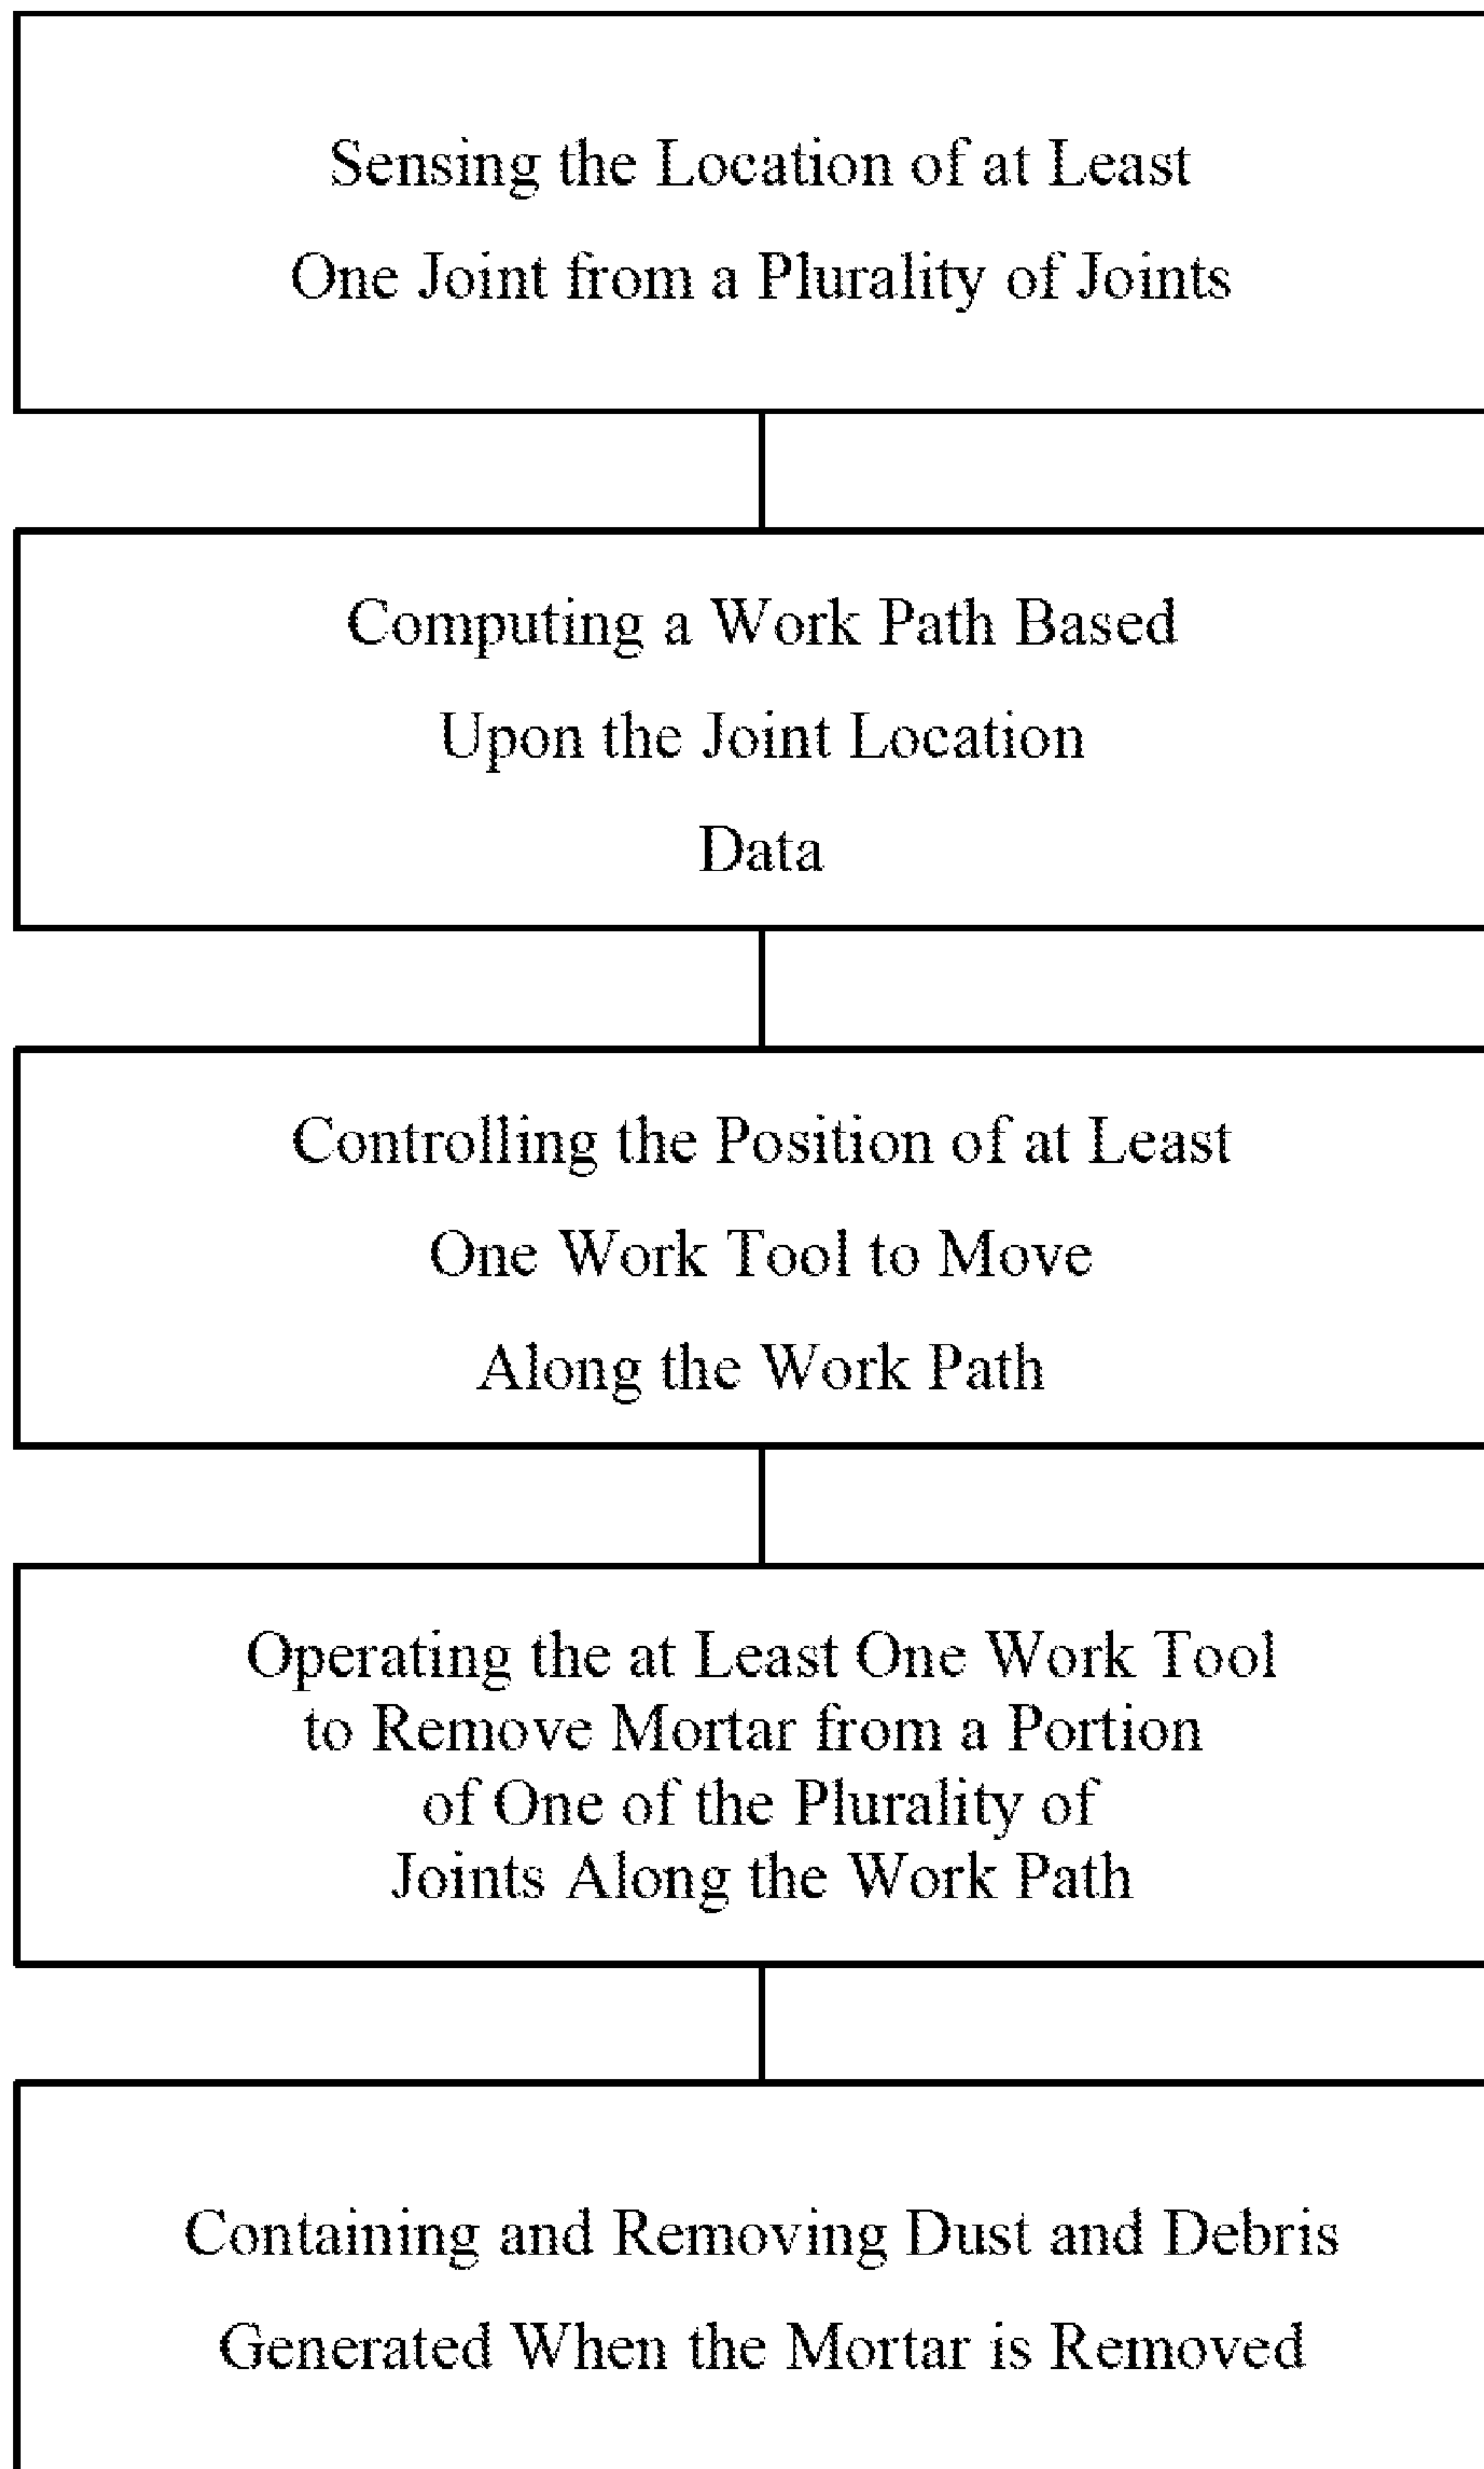 Sensing the Location of at Least
One Joint from a Plurality of Joints
Computing a Work Path Based
Upon the Joint Location
Data
Controlling the Position of at Least
One Work Tool to Move
Along the Work Path
Operating the at Least One Work Tool
to Remove Mortar from a Portion
of One of the Plurality of
Joints Along the Work Path
Containing and Removing Dust and Debris
Generated When the Mortar is Removed